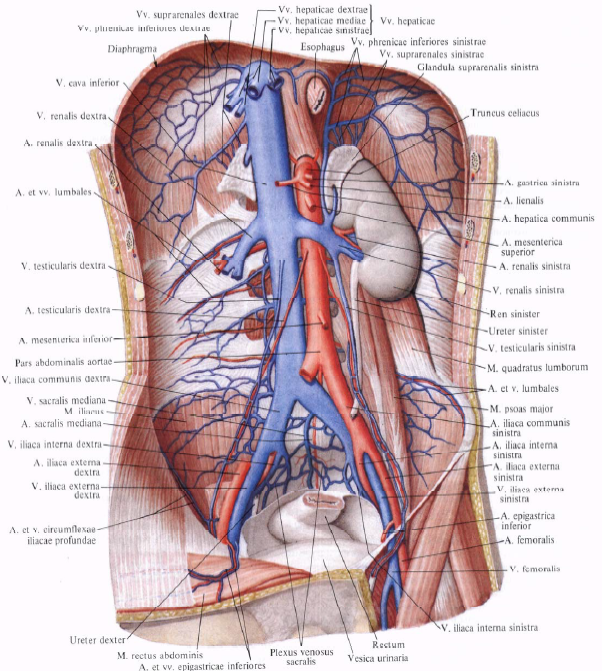 Vv. hepaticae dextrae
Vv. hepaticae mediae
Vv. hepaticae sinistrae
Vv. hepaticae
Vv. suprarenales dextrae
Vv. phrenicae inferiores dextrae
Diaphragma
V. cava inferior
V. renalis dextra
A. renalis dextra
A. et vv. lumbales
V. testicularis dextra
A. testicularis dextra
A. mesenterica inferior
Pars abdominalis aortae
V. iliaca communis dextra
V. sacralis mediana
M. iliacus
A. sacralis mediana
V. iliaca interna dextra
A. iliaca externa
dextra
V. iliaca externa
dextra
A. et v. circumflexae
iliacae profundae
Ureter dexter
M. rectus abdominis
A. et vv. epigastricae inferiores
Plexus venosus
sacralis
Vesica urinaria
Rectum
Esophagus
Vv. phrenicae inferiores sinistrae
Vv. suprarenales sinistrae
Glandula suprarenalis sinistra
Truncus celiacus
A. gastrica sinistra
A. lienalis
A. hepatica communis
A. mesenterica
superior
A. renalis sinistra
V. renalis sinistra
Ren sinister
Ureter sinister
V. testicularis sinistra
M. quadratus lumborum
A. et v. lumbales
M. psoas major
A. iliaca communis
sinistra
A. iliaca interna
sinistra
A. iliaca externa
sinistra
V. iliaca externa
sinistra
A. epigastrica
inferior
A. femoralis
V. femoralis
V. iliaca interna sinistra